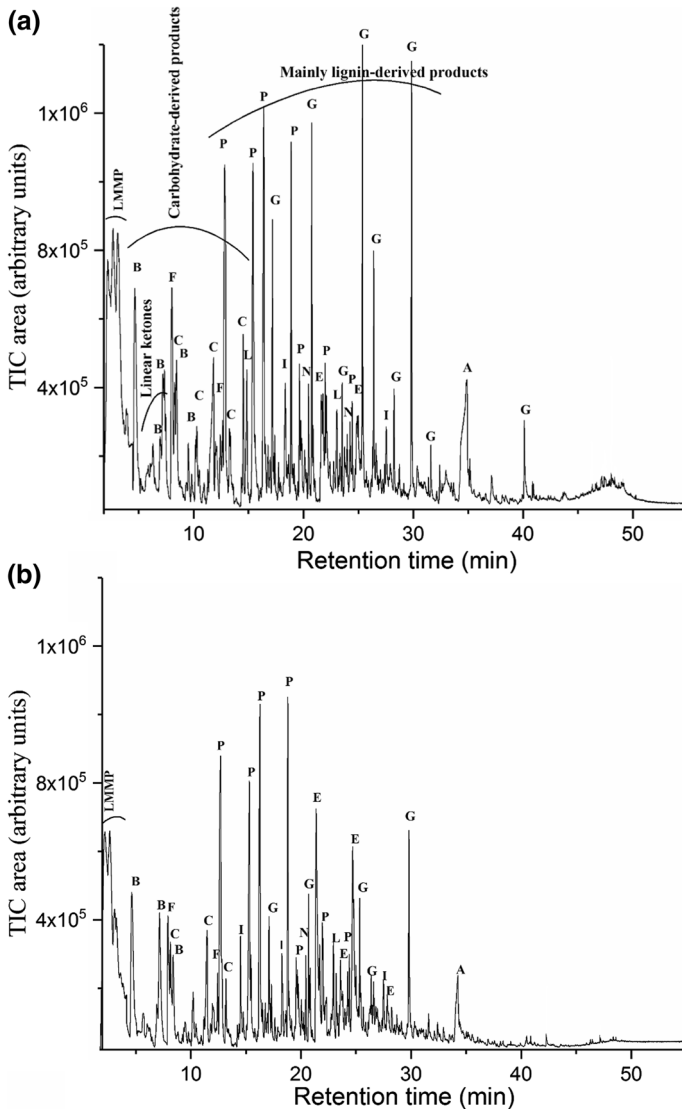 (a)
TIC area (arbitrary units)
1x10⁶
8x10⁵
4x10⁵
LMMP
Linear ketones
Carbohydrate-derived products
Mainly lignin-derived products
B
B
B
F
C
B
B
C
C
F
P
C
C
L
P
P
G
I
P
P
N
G
E
P
L
G
N
P
E
G
G
I
G
G
G
A
G
10
20
30
40
50
Retention time (min)
(b)
TIC area (arbitrary units)
1x10⁶
8x10⁵
4x10⁵
LMMP
B
B
F
C
B
C
F
P
C
I
P
P
G
I
P
P
N
G
E
P
L
E
P
E
G
G
I
E
G
A
10
20
30
40
50
Retention time (min)